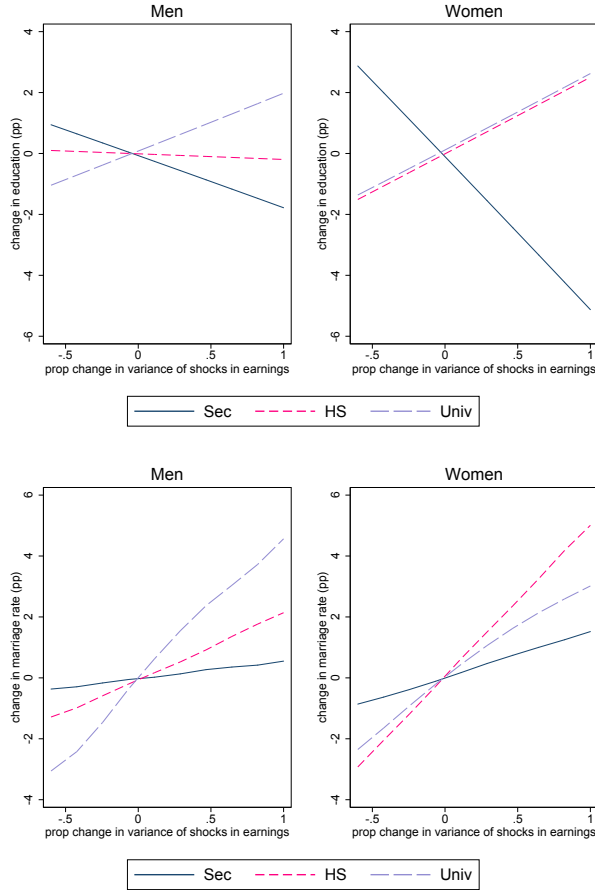 Men
Women
change in education (pp)
4
2
0
-2
-4
-6
-.5 0 .5 1
prop change in variance of shocks in earnings
change in education (pp)
4
2
0
-2
-4
-6
-.5 0 .5 1
prop change in variance of shocks in earnings
Sec HS Univ
Men
Women
change in marriage rate (pp)
6
4
2
0
-2
-4
-.5 0 .5 1
prop change in variance of shocks in earnings
change in marriage rate (pp)
6
4
2
0
-2
-4
-.5 0 .5 1
prop change in variance of shocks in earnings
Sec HS Univ